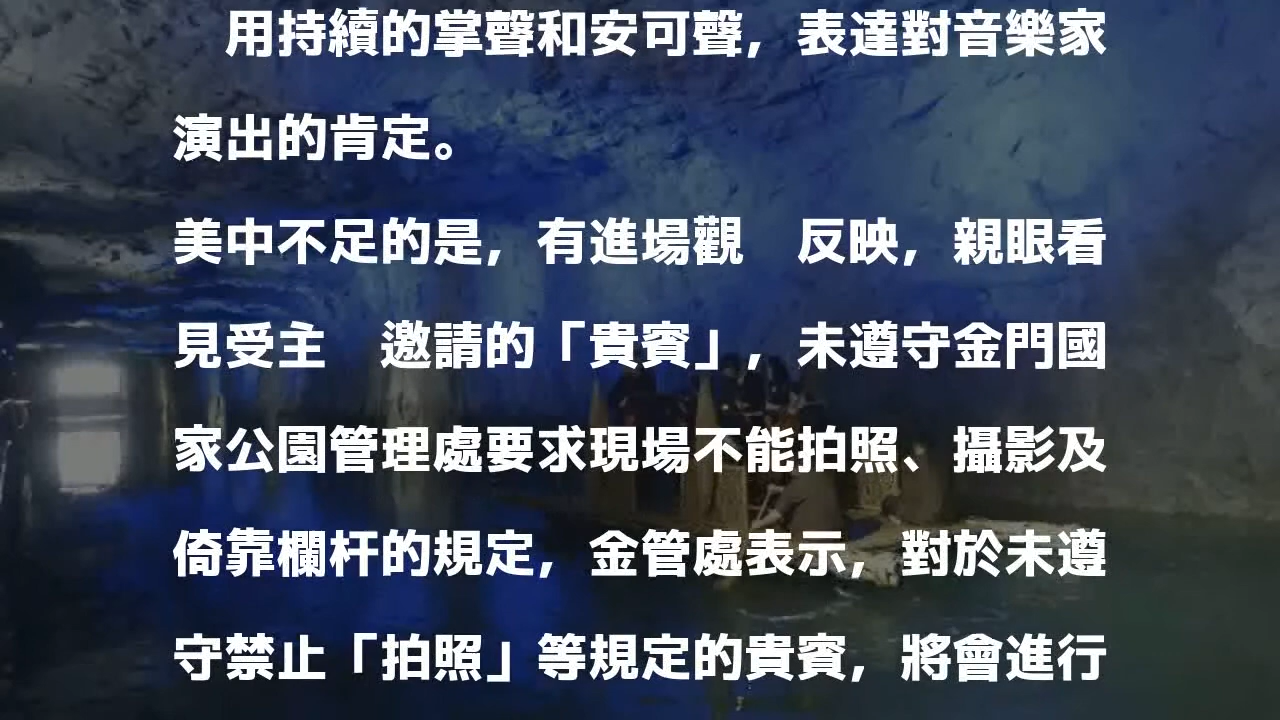 用持續的掌聲和安可聲，表達對音樂家
演出的肯定。
美中不足的是，有進場觀　反映，親眼看
見受主　邀請的「貴賓」，未遵守金門國
家公園管理處要求現場不能拍照、攝影及
倚靠欄杆的規定，金管處表示，對於未遵
守禁止「拍照」等規定的貴賓，將會進行